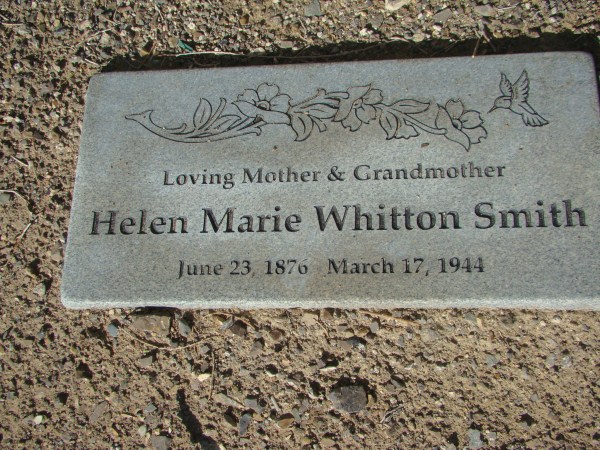 Loving Mother & Grandmother
Helen Marie Whitton Smith
June 23, 1876 March 17, 1944